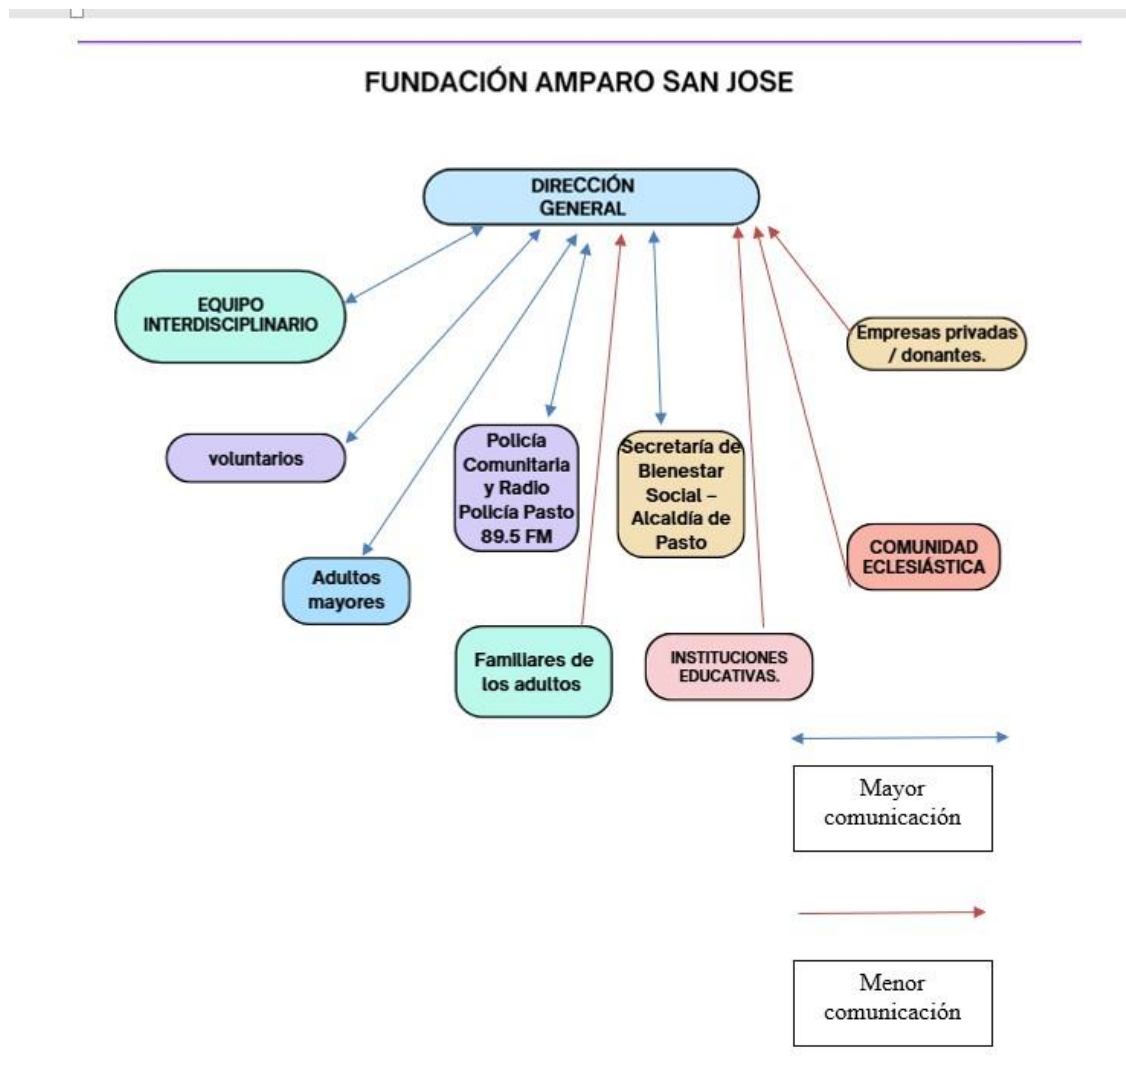 FUNDACIÓN AMPARO SAN JOSE
DIRECCIÓN
GENERAL
EQUIPO
INTERDISCIPLINARIO
Empresas privadas
/ donantes.
voluntarios
Policía
Comunitaria
y Radio
Policía Pasto
89.5 FM
Secretaría de
Bienestar
Social –
Alcaldía de
Pasto
COMUNIDAD
ECLESIÁSTICA
Adultos
mayores
Familiares de
los adultos
INSTITUCIONES
EDUCATIVAS.
Mayor
comunicación
Menor
comunicación